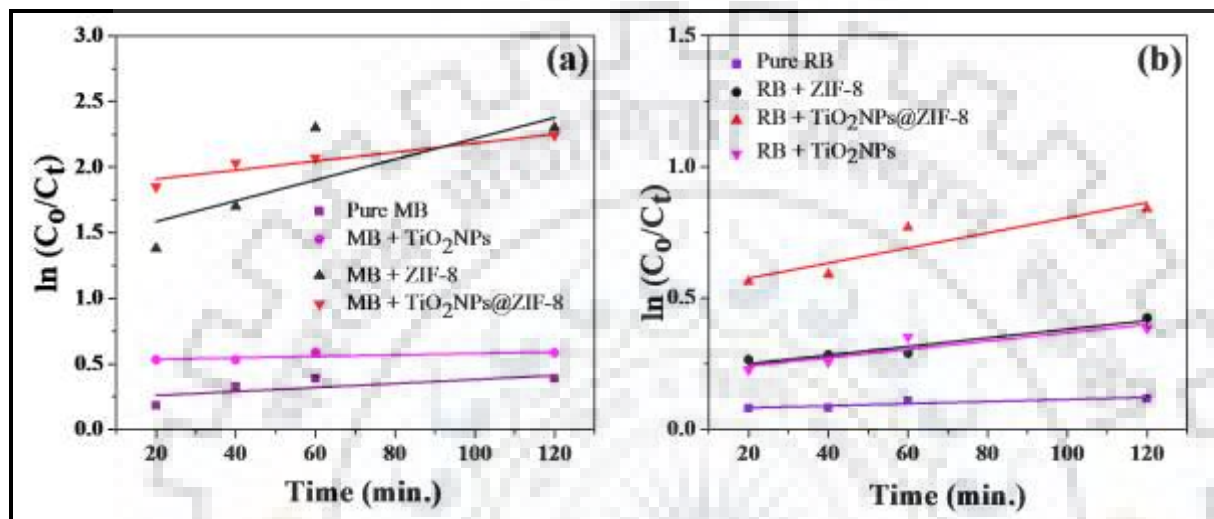 (a)
ln (C0/Ct)
3.0
2.5
2.0
1.5
1.0
0.5
0.0
Pure MB
MB + TiO2NPs
MB + ZIF-8
MB + TiO2NPs@ZIF-8
20 40 60 80 100 120
Time (min.)
(b)
ln (C0/Ct)
1.5
1.0
0.5
0.0
Pure RB
RB + ZIF-8
RB + TiO2NPs@ZIF-8
RB + TiO2NPs
20 40 60 80 100 120
Time (min.)